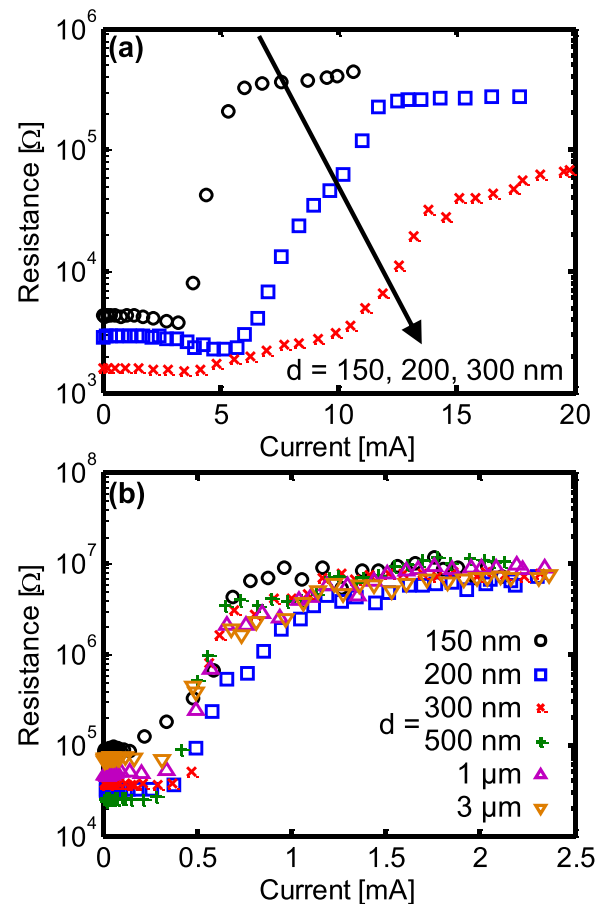 (a)
10^6
10^5
10^4
10^3
Resistance [Ω]
d = 150, 200, 300 nm
0 5 10 15 20
Current [mA]
(b)
10^8
10^7
10^6
10^5
10^4
Resistance [Ω]
150 nm
200 nm
d = 300 nm
500 nm
1 µm
3 µm
0 0.5 1 1.5 2 2.5
Current [mA]